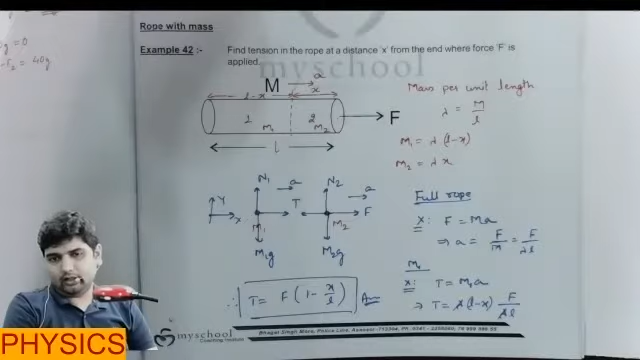 Rope with mass
Example 42 :- Find tension in the rope at a distance 'x' from the end where force 'F' is applied.
myschool
M → a
l-x x
1 M₁ 2 M₂
F
l
Mass per unit length
λ = M/l
M₁ = λ (l-x)
M₂ = λ x
Y X
N₁ → a T M₁ M₁g
N₂ → a F M₂ M₂g
Full rope
x: F = Ma
⇒ a = F/M = F/λl
M₁
x: T = M₁a
⇒ T = λ(l-x) F/λl
∴ T = F (1 - x/l) Ans
= 40g
PHYSICS
myschool